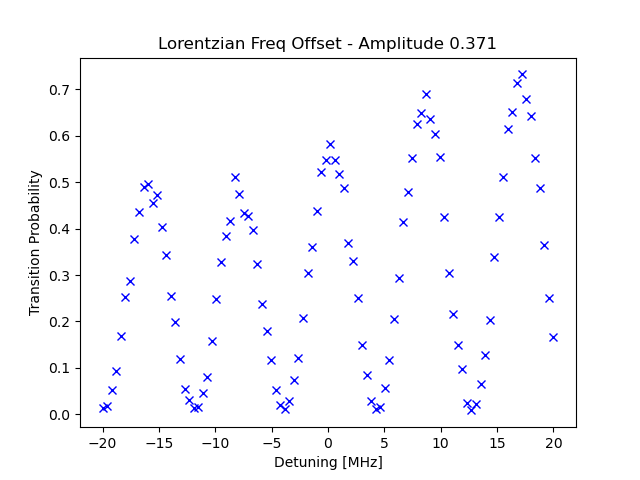 Lorentzian Freq Offset - Amplitude 0.371
Transition Probability
0.7
0.6
0.5
0.4
0.3
0.2
0.1
0.0
−20 −15 −10 −5 0 5 10 15 20
Detuning [MHz]